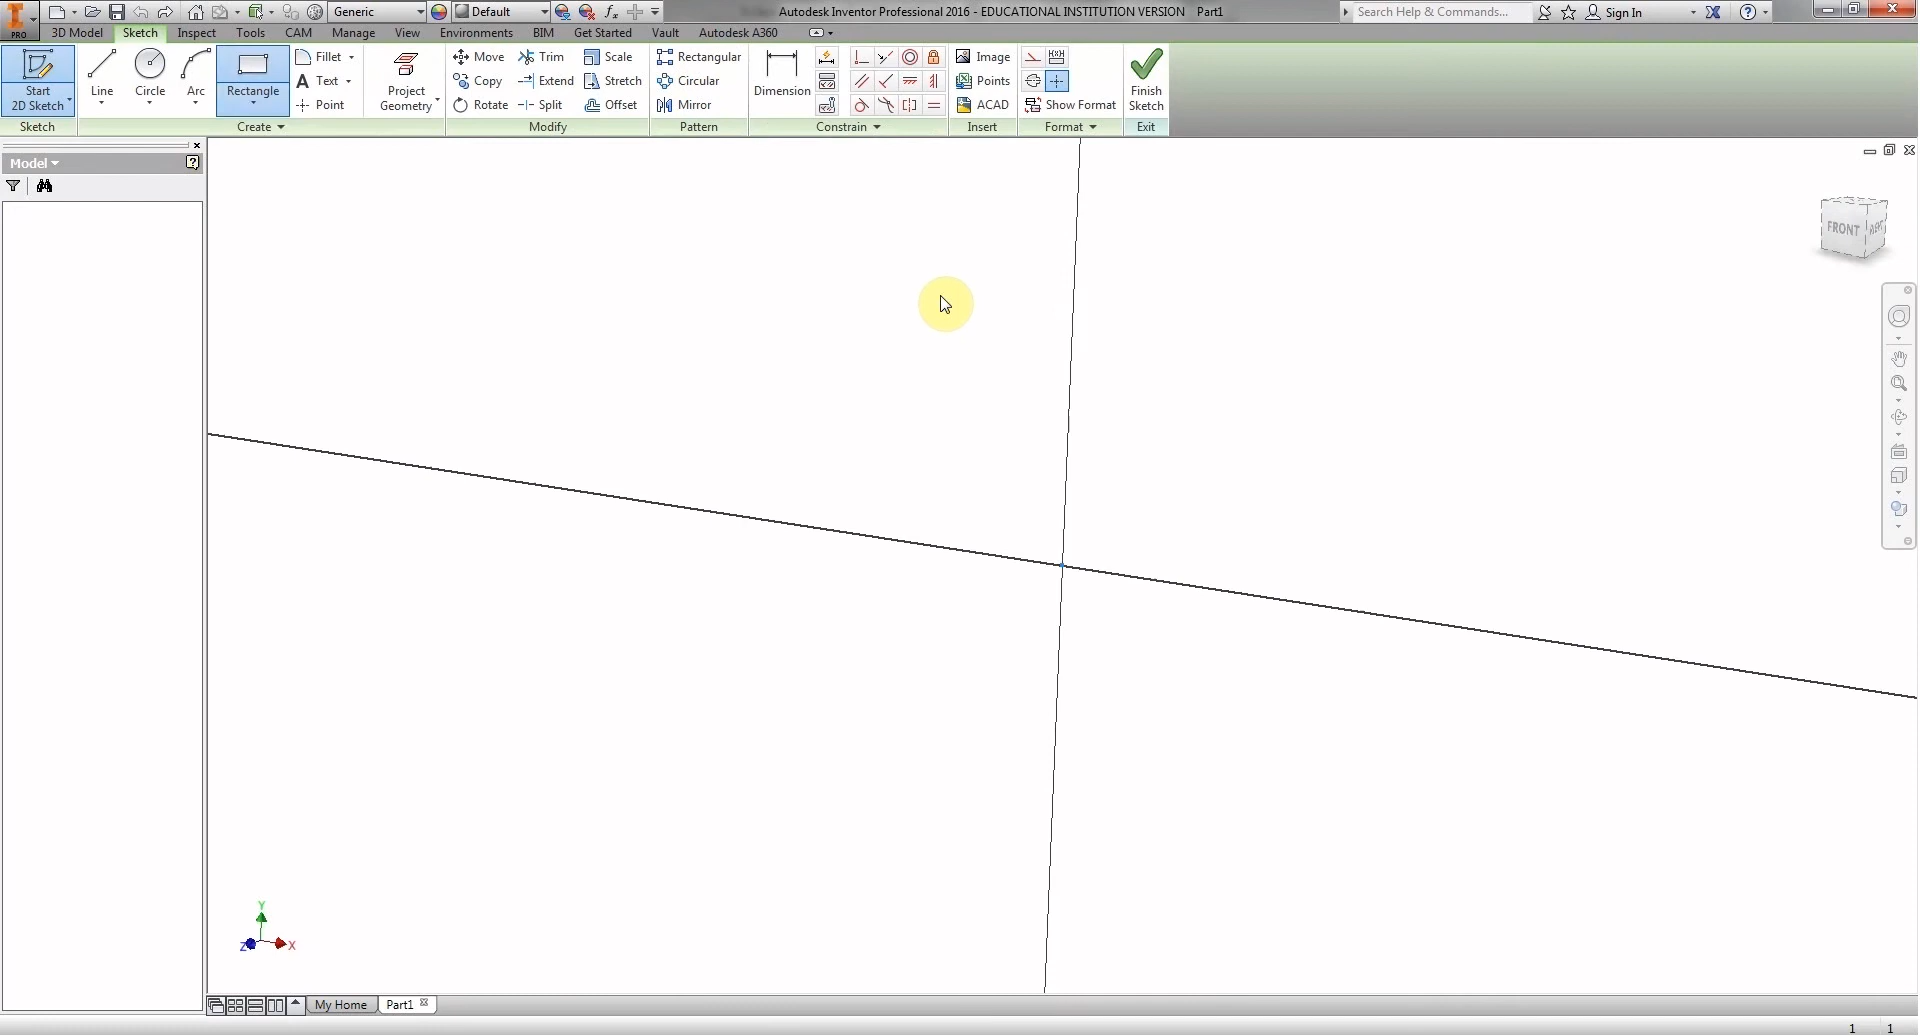 Generic
Default
Autodesk Inventor Professional 2016 - EDUCATIONAL INSTITUTION VERSION Part1
Search Help & Commands...
Sign In
PRO
3D Model Sketch Inspect Tools CAM Manage View Environments BIM Get Started Vault Autodesk A360
Start
2D Sketch
Line
Circle
Arc
Rectangle
Fillet
Text
Point
Project
Geometry
Move
Copy
Rotate
Trim
Extend
Split
Scale
Stretch
Offset
Rectangular
Circular
Mirror
Dimension
Image
Points
ACAD
Show Format
Finish
Sketch
Sketch Create Modify Pattern Constrain Insert Format Exit
Model
FRONT
Y
Z
X
My Home
Part1
1 1